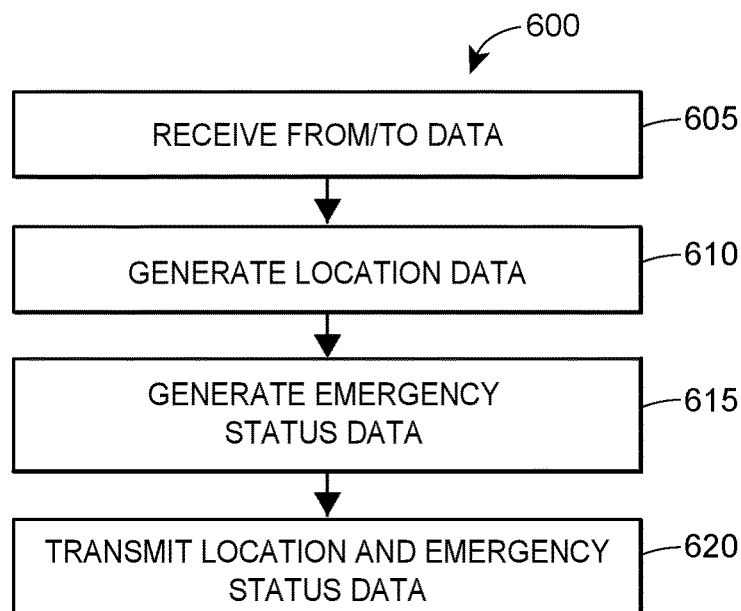 600
RECEIVE FROM/TO DATA
605
GENERATE LOCATION DATA
610
GENERATE EMERGENCY
STATUS DATA
615
TRANSMIT LOCATION AND EMERGENCY
STATUS DATA
620